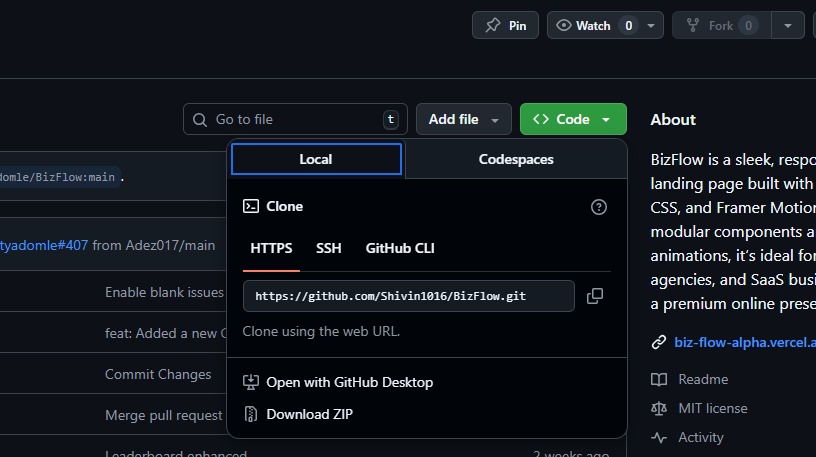 Pin
Watch 0
Fork 0
Go to file t
Add file
Code
About
Local
Codespaces
Clone
HTTPS SSH GitHub CLI
https://github.com/Shivin1016/BizFlow.git
Clone using the web URL.
Open with GitHub Desktop
Download ZIP
domle/BizFlow:main .
tyadomle#407 from Adez017/main
Enable blank issues
feat: Added a new
Commit Changes
Merge pull request
Leaderboard enhanced
2 weeks ago
BizFlow is a sleek, respo
landing page built with
CSS, and Framer Motion
modular components a
animations, it's ideal for
agencies, and SaaS busi
a premium online prese
biz-flow-alpha.vercel.a
Readme
MIT license
Activity